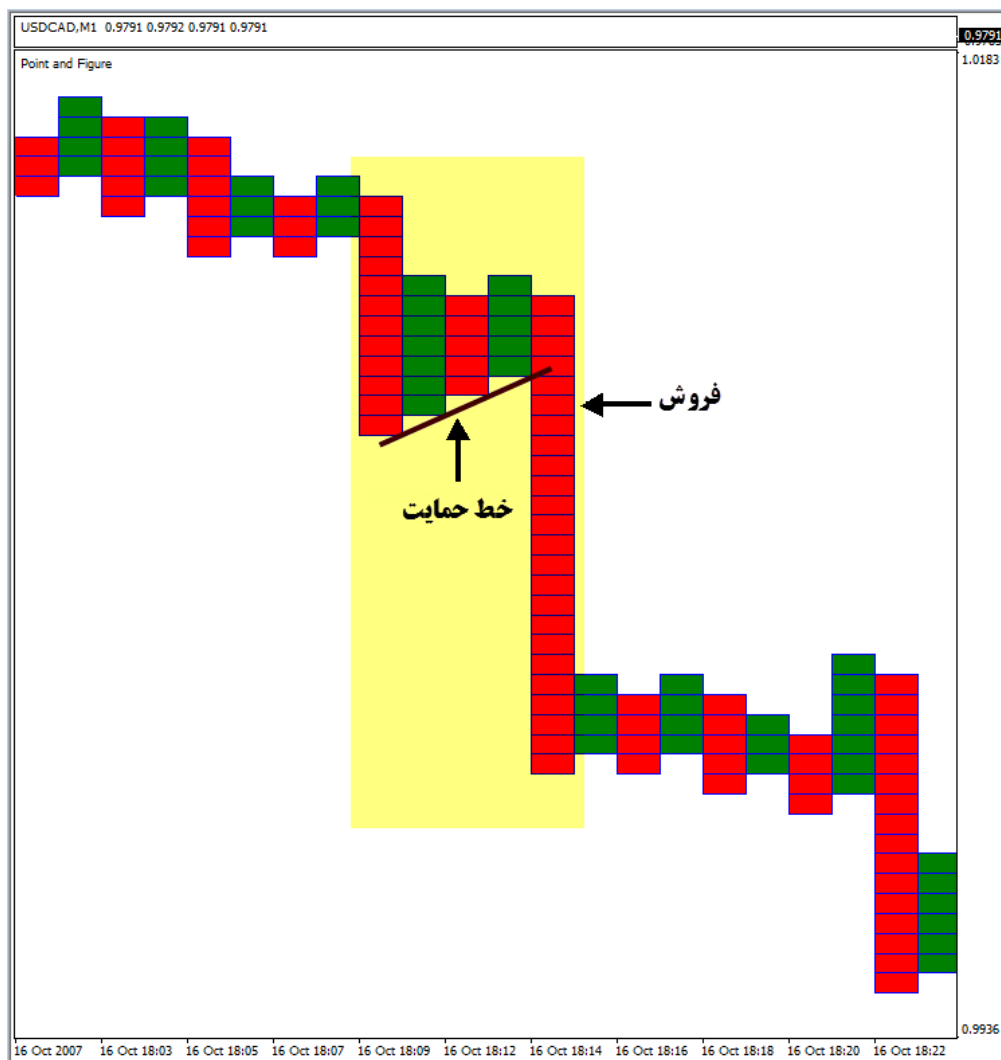 USDCAD,M1 0.9791 0.9792 0.9791 0.9791
0.9791
Point and Figure
1.0183
فروش
خط حمایت
0.9936
16 Oct 2007 16 Oct 18:03 16 Oct 18:05 16 Oct 18:07 16 Oct 18:09 16 Oct 18:12 16 Oct 18:14 16 Oct 18:16 16 Oct 18:18 16 Oct 18:20 16 Oct 18:22